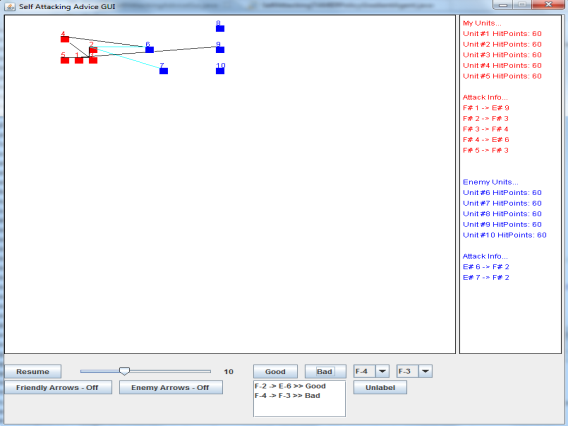 Self Attacking Advice GUI
8
4
2
6
9
5
1
7
10
My Units...
Unit #1 HitPoints: 60
Unit #2 HitPoints: 60
Unit #3 HitPoints: 60
Unit #4 HitPoints: 60
Unit #5 HitPoints: 60
Attack Info...
F# 1 -> E# 9
F# 2 -> F# 3
F# 3 -> F# 4
F# 4 -> E# 6
F# 5 -> F# 3
Enemy Units...
Unit #6 HitPoints: 60
Unit #7 HitPoints: 60
Unit #8 HitPoints: 60
Unit #9 HitPoints: 60
Unit #10 HitPoints: 60
Attack Info...
E# 6 -> F# 2
E# 7 -> F# 2
Resume 10 Good Bad F-4 F-3
Friendly Arrows - Off Enemy Arrows - Off Unlabel
F-2 -> E-6 >> Good
F-4 -> F-3 >> Bad